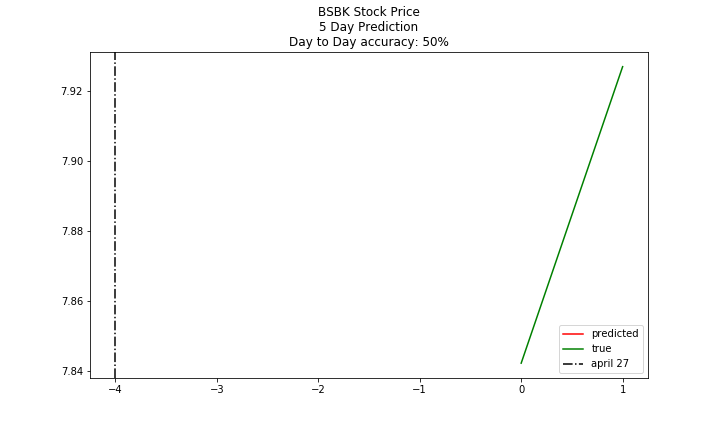 BSBK Stock Price
5 Day Prediction
Day to Day accuracy: 50%
7.92
7.90
7.88
7.86
7.84
−4
−3
−2
−1
0
1
predicted
true
april 27